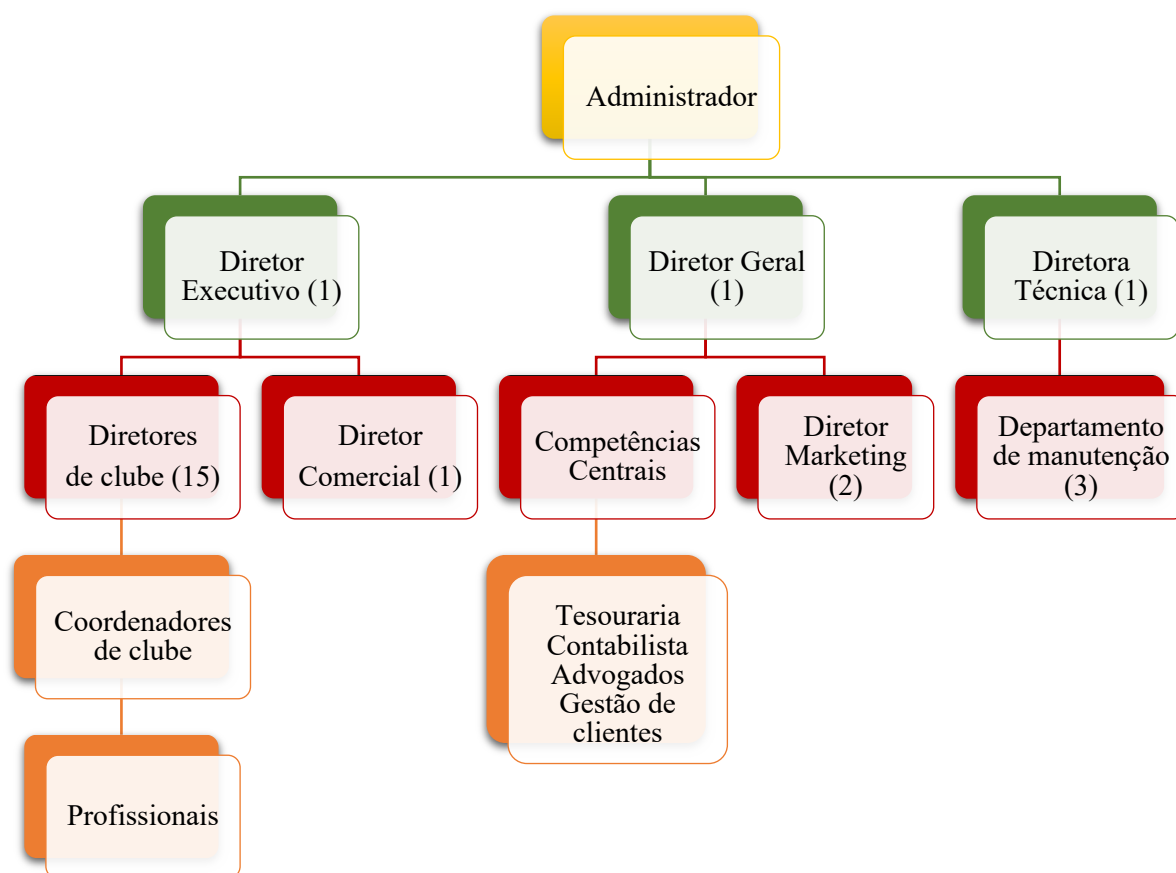 Administrador
Diretor
Executivo (1)
Diretor Geral
(1)
Diretora
Técnica (1)
Diretores
de clube (15)
Diretor
Comercial (1)
Competências
Centrais
Diretor
Marketing
(2)
Departamento
de manutenção
(3)
Coordenadores
de clube
Tesouraria
Contabilista
Advogados
Gestão de
clientes
Profissionais